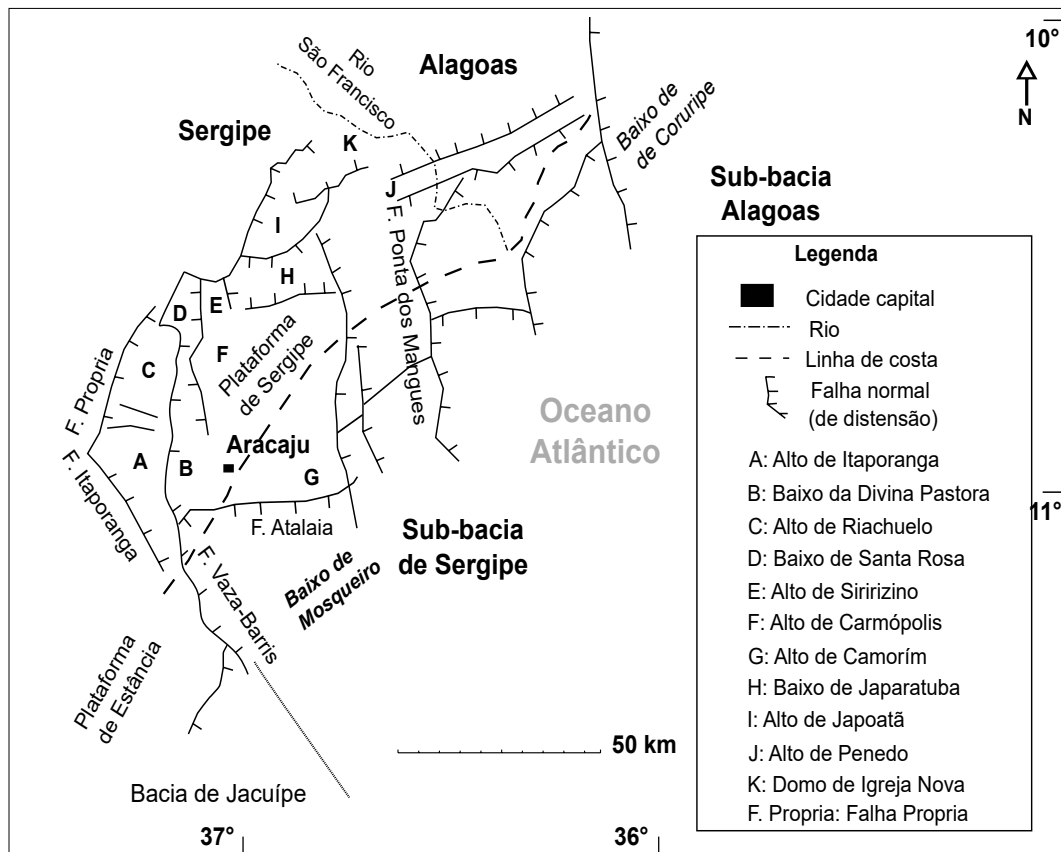 10°
N
Rio
São Francisco
Alagoas
Sergipe
K
Baixo de
de Coruripe
J
Sub-bacia
Alagoas
I
F. Ponta dos Mangues
H
E
D
F
Plataforma
de Sergipe
C
F. Propria
Oceano
Atlântico
Aracaju
A
B
G
F. Itaporanga
F. Atalaia
11°
Sub-bacia
de Sergipe
F. Vaza-Barris
Baixo de
Mosqueiro
Plataforma
de Estância
50 km
Bacia de Jacuípe
37°
36°
Legenda
Cidade capital
Rio
Linha de costa
Falha normal
(de distensão)
A: Alto de Itaporanga
B: Baixo da Divina Pastora
C: Alto de Riachuelo
D: Baixo de Santa Rosa
E: Alto de Siririzino
F: Alto de Carmópolis
G: Alto de Camorím
H: Baixo de Japaratuba
I: Alto de Japoatã
J: Alto de Penedo
K: Domo de Igreja Nova
F. Propria: Falha Propria